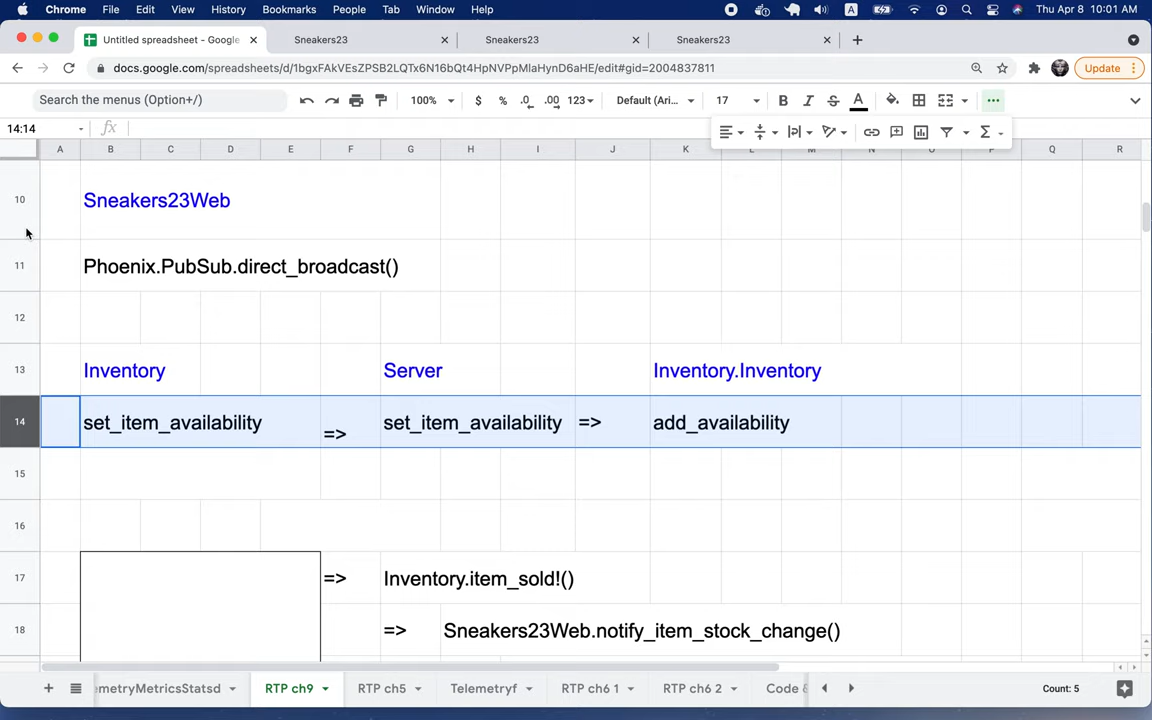 Chrome File Edit View History Bookmarks People Tab Window Help A Thu Apr 8 10:01 AM
Untitled spreadsheet - Google Sneakers23 Sneakers23 Sneakers23
docs.google.com/spreadsheets/d/1bgxFAkVEsZPSB2LQTx6N16bQt4HpNVPpMlaHynD6aHE/edit#gid=2004837811 Update
Search the menus (Option+/) 100% $ % .0 .00 123 Default (Ari... 17 B I S A
14:14 fx
A B C D E F G H I J K L M N O P Q R
10 Sneakers23Web
11 Phoenix.PubSub.direct_broadcast()
12
13 Inventory Server Inventory.Inventory
14 set_item_availability => set_item_availability => add_availability
15
16
17 => Inventory.item_sold!()
18 => Sneakers23Web.notify_item_stock_change()
emetryMetricsStatsd RTP ch9 RTP ch5 Telemetryf RTP ch6 1 RTP ch6 2 Code Count: 5